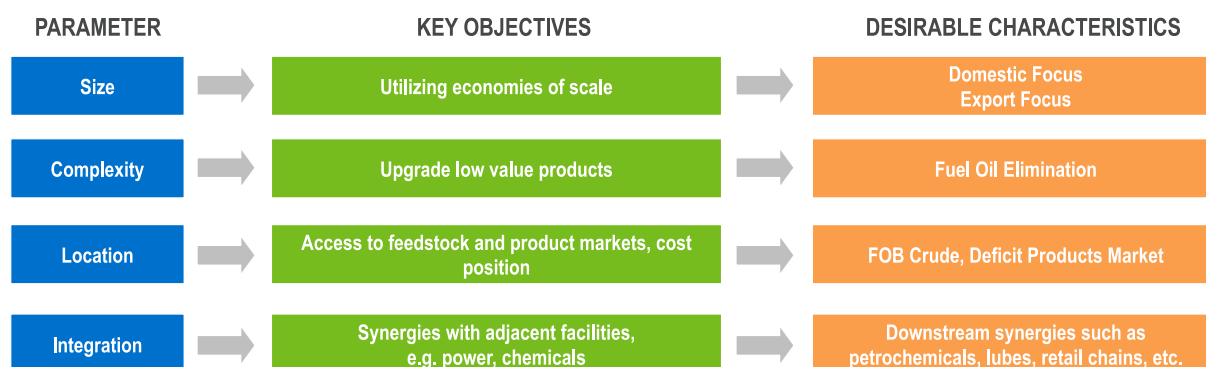 PARAMETER KEY OBJECTIVES DESIRABLE CHARACTERISTICS
Size
Utilizing economies of scale
Domestic Focus
Export Focus
Complexity
Upgrade low value products
Fuel Oil Elimination
Location
Access to feedstock and product markets, cost
position
FOB Crude, Deficit Products Market
Integration
Synergies with adjacent facilities,
e.g. power, chemicals
Downstream synergies such as
petrochemicals, lubes, retail chains, etc.